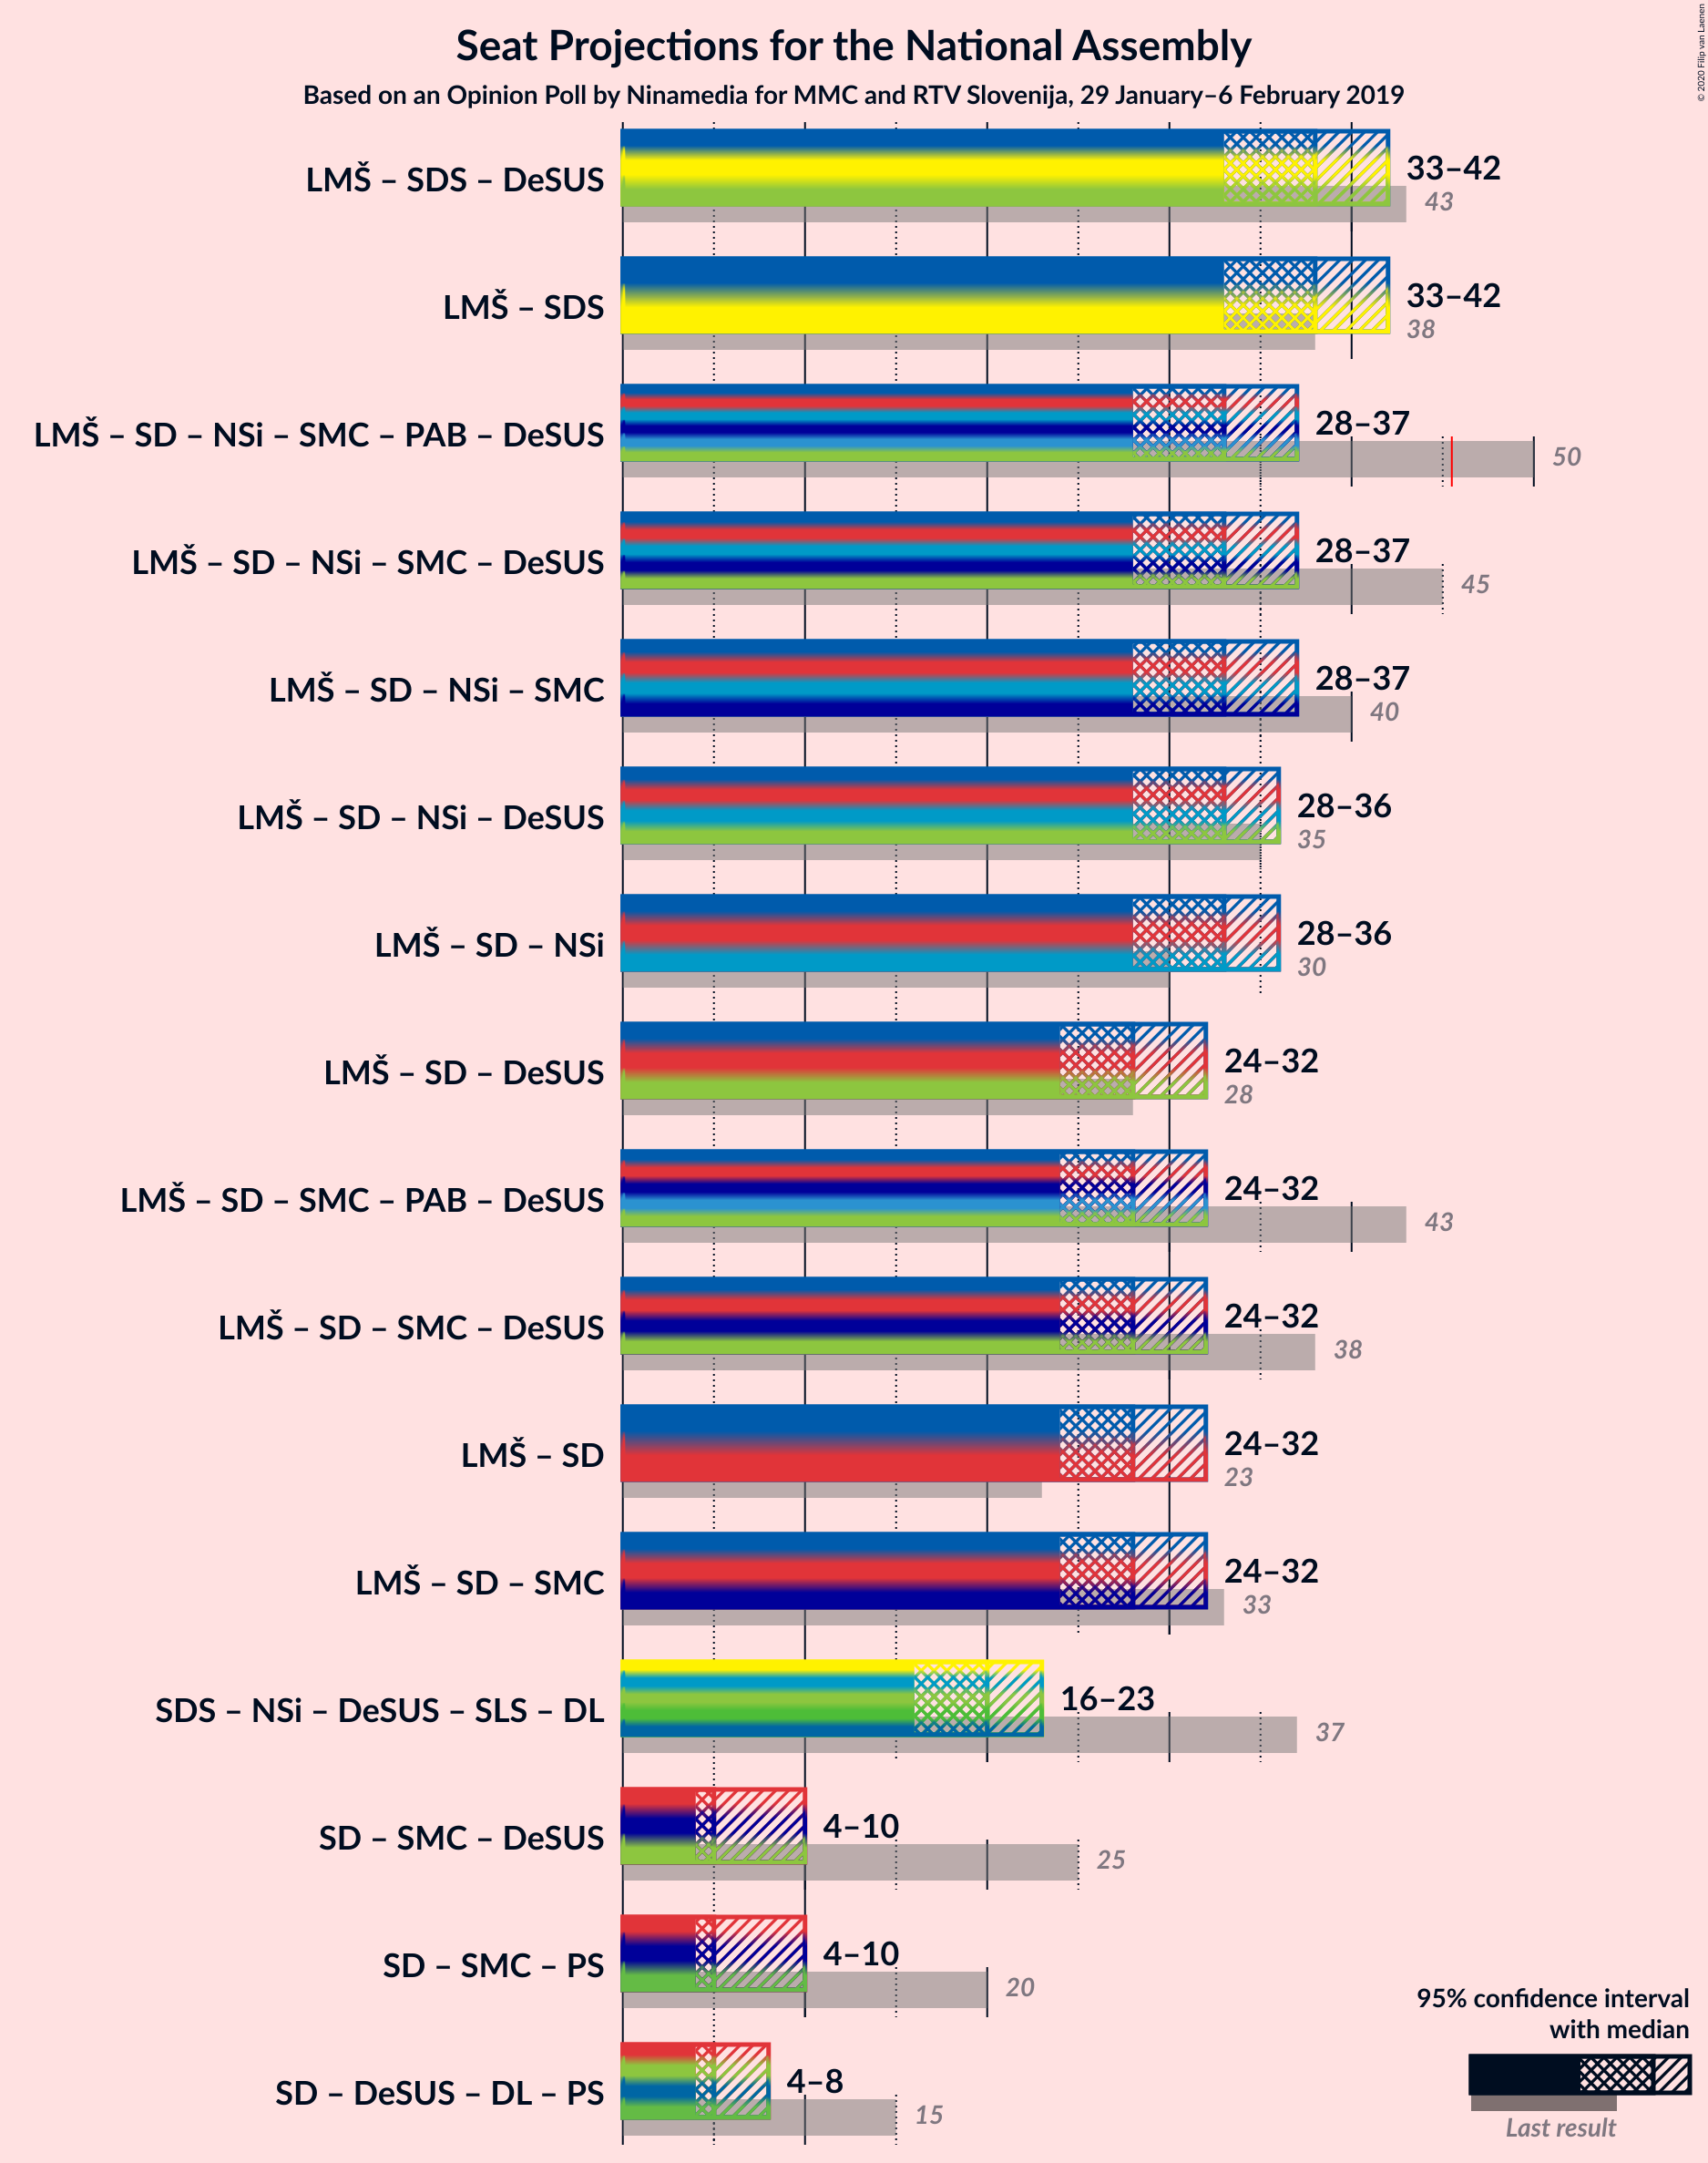 Seat Projections for the National Assembly
Based on an Opinion Poll by Ninamedia for MMC and RTV Slovenija, 29 January–6 February 2019
© 2020 Filip van Laenen
LMŠ – SDS – DeSUS
33–42
43
LMŠ – SDS
33–42
38
LMŠ – SD – NSi – SMC – PAB – DeSUS
28–37
50
LMŠ – SD – NSi – SMC – DeSUS
28–37
45
LMŠ – SD – NSi – SMC
28–37
40
LMŠ – SD – NSi – DeSUS
28–36
35
LMŠ – SD – NSi
28–36
30
LMŠ – SD – DeSUS
24–32
28
LMŠ – SD – SMC – PAB – DeSUS
24–32
43
LMŠ – SD – SMC – DeSUS
24–32
38
LMŠ – SD
24–32
23
LMŠ – SD – SMC
24–32
33
SDS – NSi – DeSUS – SLS – DL
16–23
37
SD – SMC – DeSUS
4–10
25
SD – SMC – PS
4–10
20
SD – DeSUS – DL – PS
4–8
15
95% confidence interval
with median
Last result